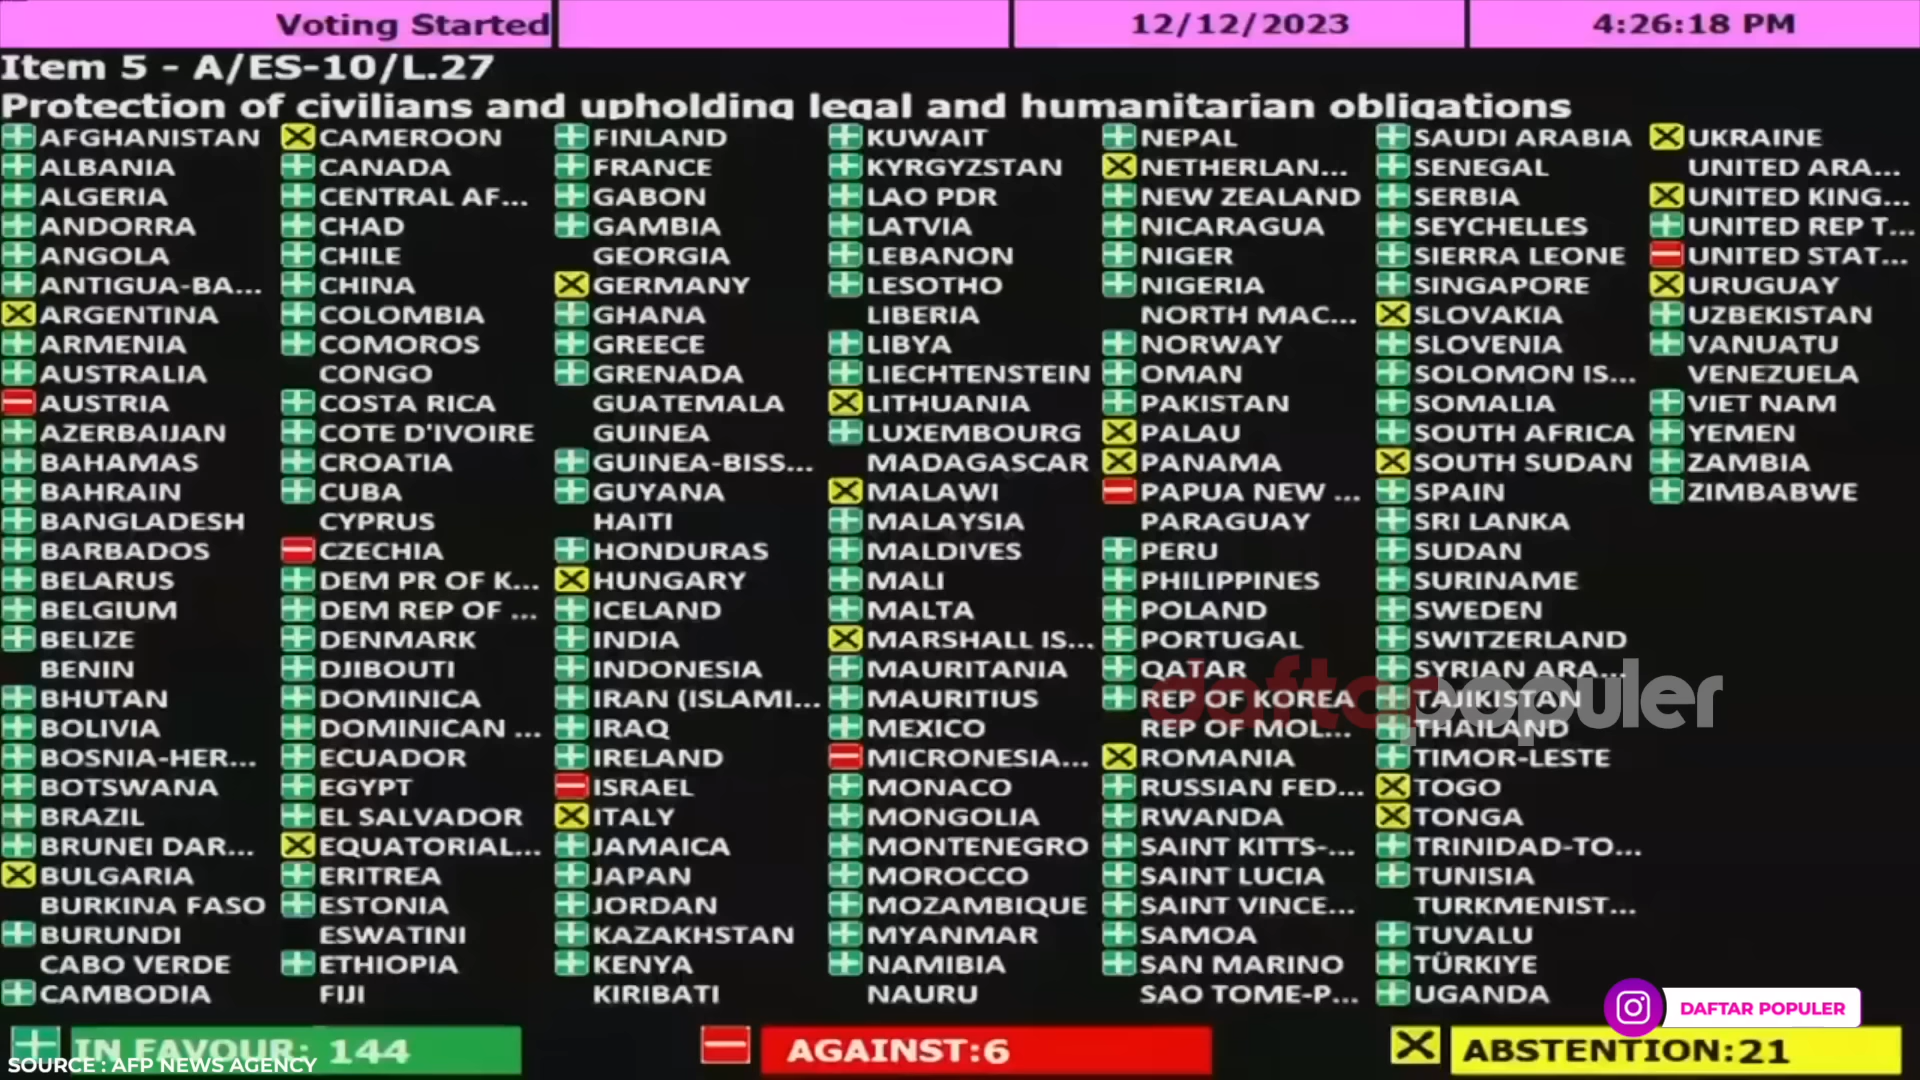 Voting Started 12/12/2023 4:26:18 PM
Item 5 - A/ES-10/L.27
Protection of civilians and upholding legal and humanitarian obligations
AFGHANISTAN
ALBANIA
ALGERIA
ANDORRA
ANGOLA
ANTIGUA-BA...
ARGENTINA
ARMENIA
AUSTRALIA
AUSTRIA
AZERBAIJAN
BAHAMAS
BAHRAIN
BANGLADESH
BARBADOS
BELARUS
BELGIUM
BELIZE
BENIN
BHUTAN
BOLIVIA
BOSNIA-HER...
BOTSWANA
BRAZIL
BRUNEI DAR...
BULGARIA
BURKINA FASO
BURUNDI
CABO VERDE
CAMBODIA
CAMEROON
CANADA
CENTRAL AF...
CHAD
CHILE
CHINA
COLOMBIA
COMOROS
CONGO
COSTA RICA
COTE D'IVOIRE
CROATIA
CUBA
CYPRUS
CZECHIA
DEM PR OF K...
DEM REP OF ...
DENMARK
DJIBOUTI
DOMINICA
DOMINICAN ...
ECUADOR
EGYPT
EL SALVADOR
EQUATORIAL...
ERITREA
ESTONIA
ESWATINI
ETHIOPIA
FIJI
FINLAND
FRANCE
GABON
GAMBIA
GEORGIA
GERMANY
GHANA
GREECE
GRENADA
GUATEMALA
GUINEA
GUINEA-BISS...
GUYANA
HAITI
HONDURAS
HUNGARY
ICELAND
INDIA
INDONESIA
IRAN (ISLAMI...
IRAQ
IRELAND
ISRAEL
ITALY
JAMAICA
JAPAN
JORDAN
KAZAKHSTAN
KENYA
KIRIBATI
KUWAIT
KYRGYZSTAN
LAO PDR
LATVIA
LEBANON
LESOTHO
LIBERIA
LIBYA
LIECHTENSTEIN
LITHUANIA
LUXEMBOURG
MADAGASCAR
MALAWI
MALAYSIA
MALDIVES
MALI
MALTA
MARSHALL IS...
MAURITANIA
MAURITIUS
MEXICO
MICRONESIA...
MONACO
MONGOLIA
MONTENEGRO
MOROCCO
MOZAMBIQUE
MYANMAR
NAMIBIA
NAURU
NEPAL
NETHERLAN...
NEW ZEALAND
NICARAGUA
NIGER
NIGERIA
NORTH MAC...
NORWAY
OMAN
PAKISTAN
PALAU
PANAMA
PAPUA NEW ...
PARAGUAY
PERU
PHILIPPINES
POLAND
PORTUGAL
QATAR
REP OF KOREA
REP OF MOL...
ROMANIA
RUSSIAN FED...
RWANDA
SAINT KITTS-...
SAINT LUCIA
SAINT VINCE...
SAMOA
SAN MARINO
SAO TOME-P...
SAUDI ARABIA
SENEGAL
SERBIA
SEYCHELLES
SIERRA LEONE
SINGAPORE
SLOVAKIA
SLOVENIA
SOLOMON IS...
SOMALIA
SOUTH AFRICA
SOUTH SUDAN
SPAIN
SRI LANKA
SUDAN
SURINAME
SWEDEN
SWITZERLAND
SYRIAN ARA...
TAJIKISTAN
THAILAND
TIMOR-LESTE
TOGO
TONGA
TRINIDAD-TO...
TUNISIA
TURKMENIST...
TUVALU
TÜRKIYE
UGANDA
UKRAINE
UNITED ARA...
UNITED KING...
UNITED REP T...
UNITED STAT...
URUGUAY
UZBEKISTAN
VANUATU
VENEZUELA
VIET NAM
YEMEN
ZAMBIA
ZIMBABWE
daftarpopuler
DAFTAR POPULER
IN FAVOUR: 144 AGAINST:6 ABSTENTION:21
SOURCE : AFP NEWS AGENCY